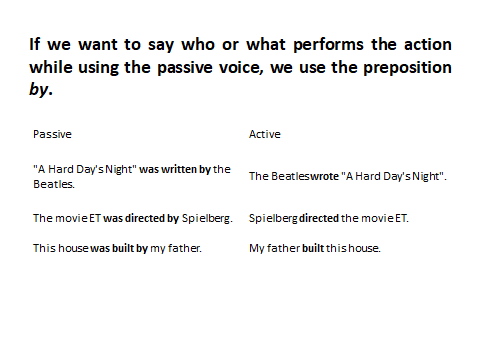 If we want to say who or what performs the action
while using the passive voice, we use the preposition
by.
Passive Active
"A Hard Day's Night" was written by the
Beatles.
The Beatles wrote "A Hard Day's Night".
The movie ET was directed by Spielberg. Spielberg directed the movie ET.
This house was built by my father. My father built this house.